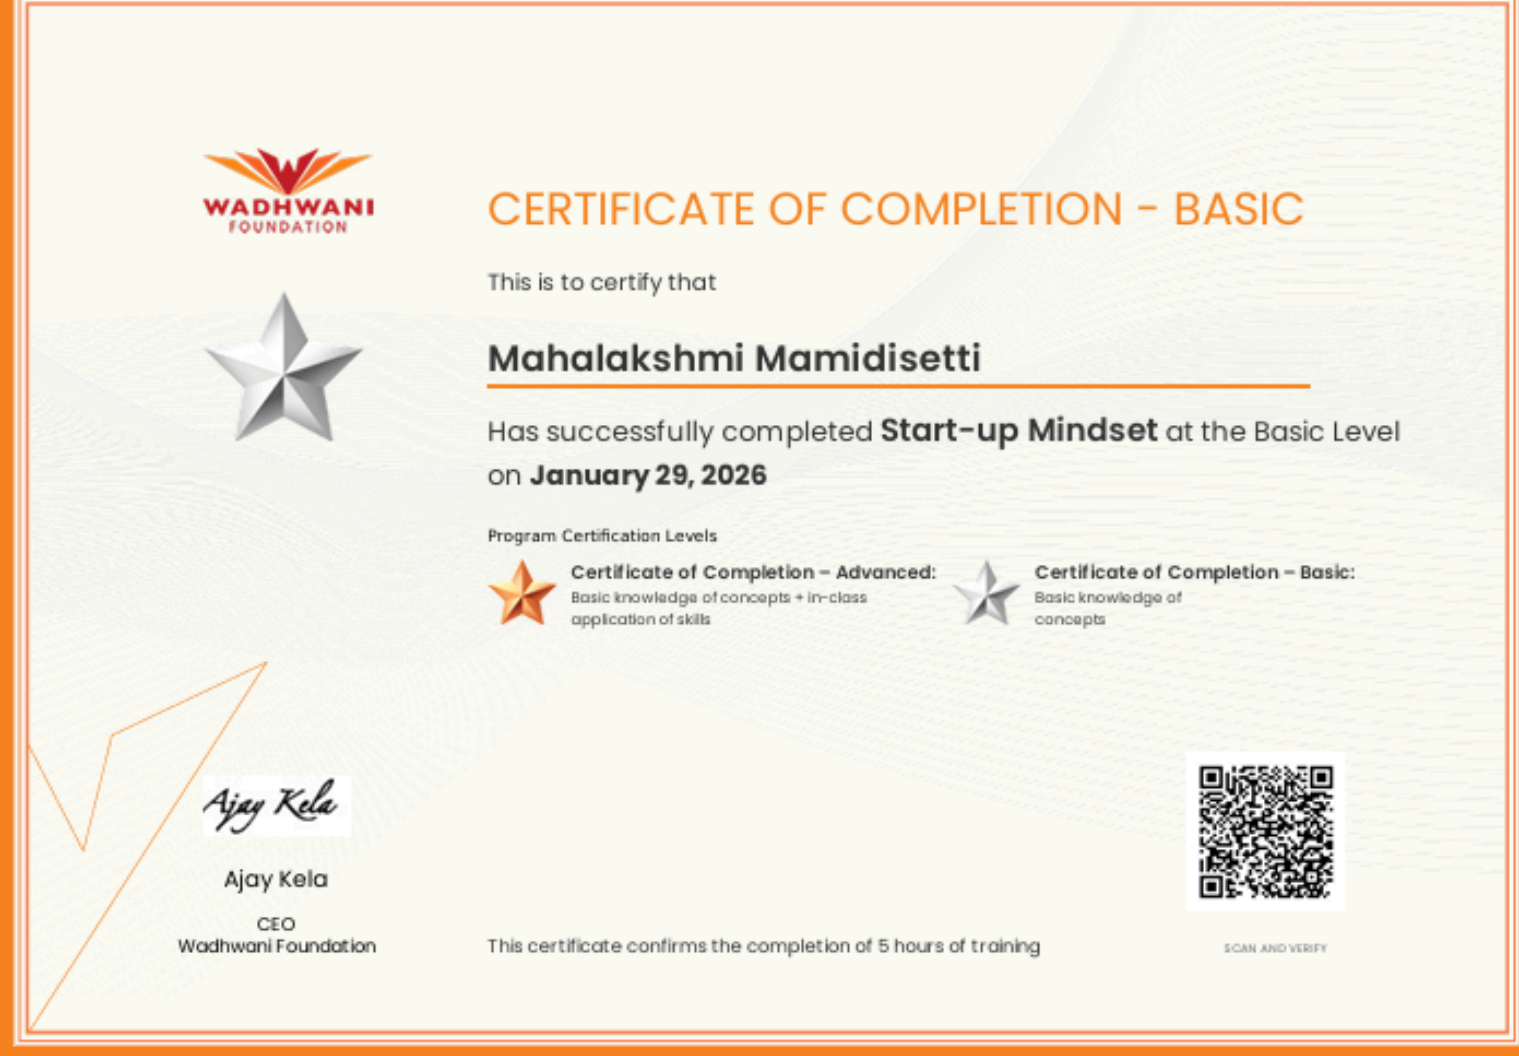 WADHWANI
FOUNDATION
CERTIFICATE OF COMPLETION - BASIC
This is to certify that
Mahalakshmi Mamidisetti
Has successfully completed Start-up Mindset at the Basic Level
on January 29, 2026
Program Certification Levels
Certificate of Completion – Advanced:
Basic knowledge of concepts + in-class
application of skills
Certificate of Completion – Basic:
Basic knowledge of
concepts
Ajay Kela
Ajay Kela
CEO
Wadhwani Foundation
This certificate confirms the completion of 5 hours of training
SCAN AND VERIFY